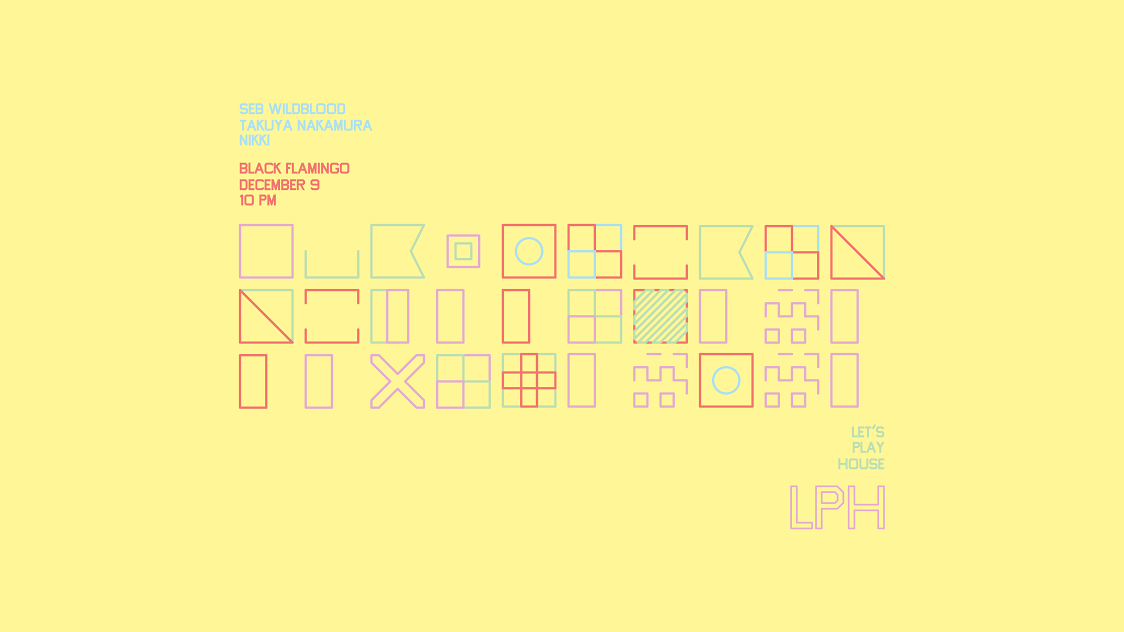 SEB WILDBLOOD
TAKUYA NAKAMURA
NIKKI
BLACK FLAMINGO
DECEMBER 9
10 PM
LET'S
PLAY
HOUSE
LPH